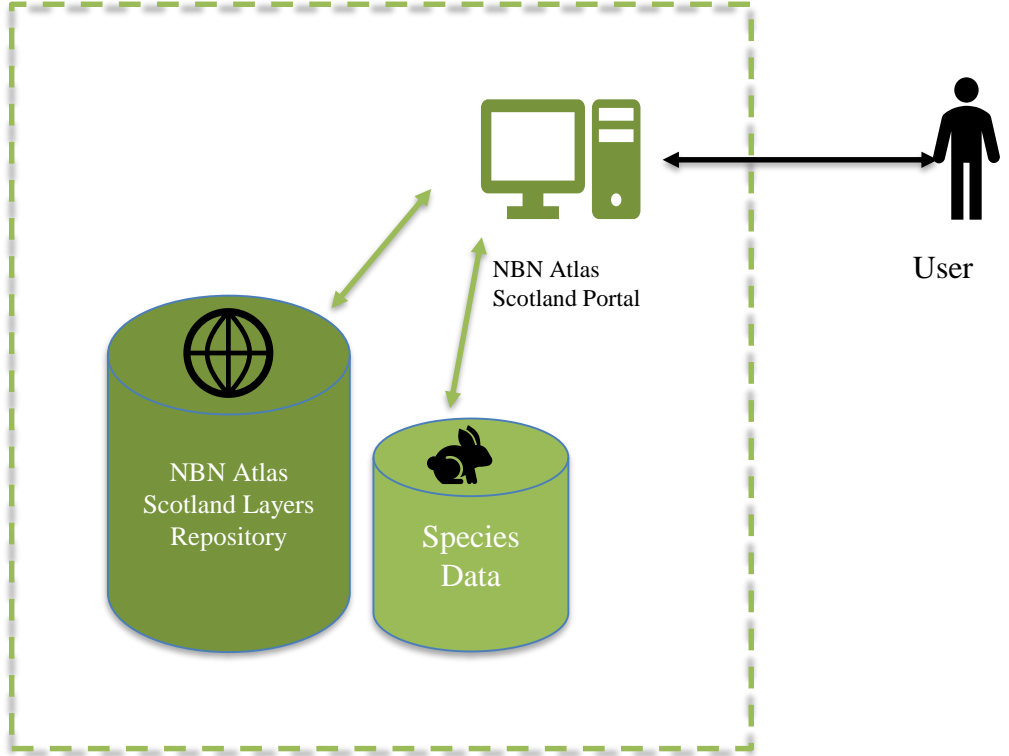 NBN Atlas
Scotland Portal
User
NBN Atlas
Scotland Layers
Repository
Species
Data